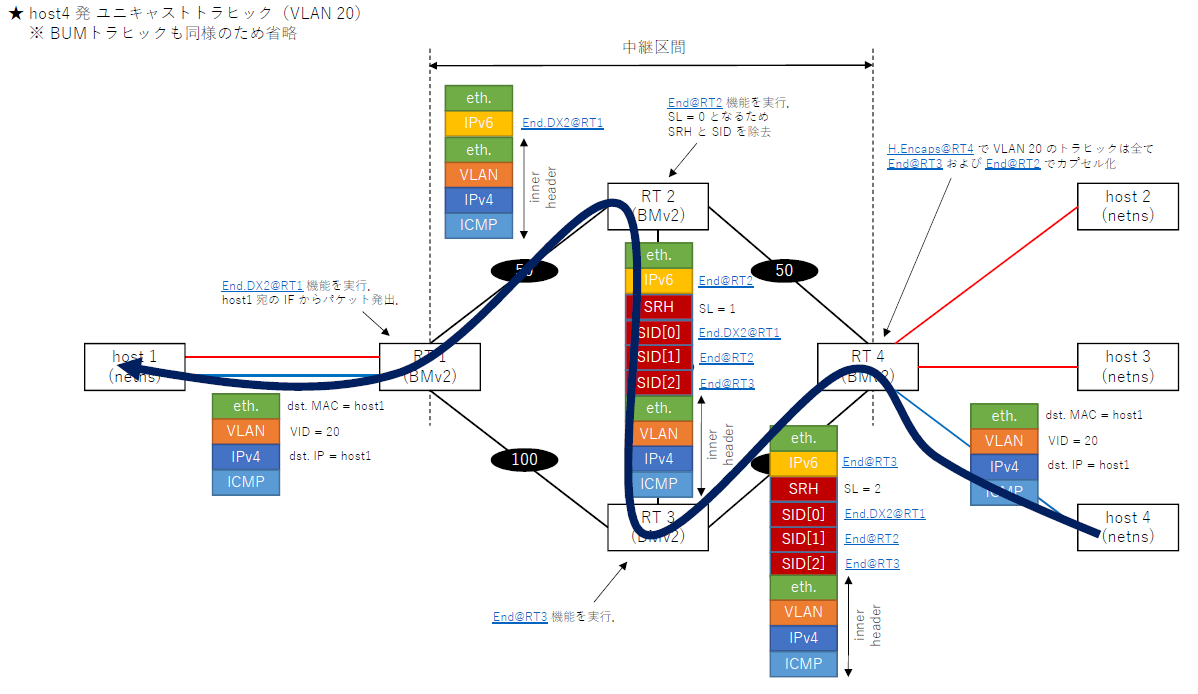 ★ host4 発 ユニキャストトラヒック（VLAN 20）
※ BUMトラヒックも同様のため省略
中継区間
eth.
IPv6
End.DX2@RT1
eth.
VLAN
IPv4
ICMP
inner
header
End@RT2 機能を実行．
SL = 0 となるため
SRH と SID を除去
H.Encaps@RT4 で VLAN 20 のトラヒックは全て
End@RT3 および End@RT2 でカプセル化
RT 2
(BMv2)
host 2
(netns)
50
50
End.DX2@RT1 機能を実行．
host1 宛の IF からパケット発出．
eth.
IPv6
End@RT2
SRH
SL = 1
SID[0]
End.DX2@RT1
SID[1]
End@RT2
SID[2]
End@RT3
eth.
VLAN
IPv4
ICMP
inner
header
host 1
(netns)
RT 1
(BMv2)
RT 4
(BMv2)
host 3
(netns)
eth.
dst. MAC = host1
VLAN
VID = 20
IPv4
dst. IP = host1
ICMP
eth.
dst. MAC = host1
VLAN
VID = 20
IPv4
dst. IP = host1
ICMP
100
RT 3
(BMv2)
host 4
(netns)
eth.
IPv6
End@RT3
SRH
SL = 2
SID[0]
End.DX2@RT1
SID[1]
End@RT2
SID[2]
End@RT3
eth.
VLAN
IPv4
ICMP
inner
header
End@RT3 機能を実行．